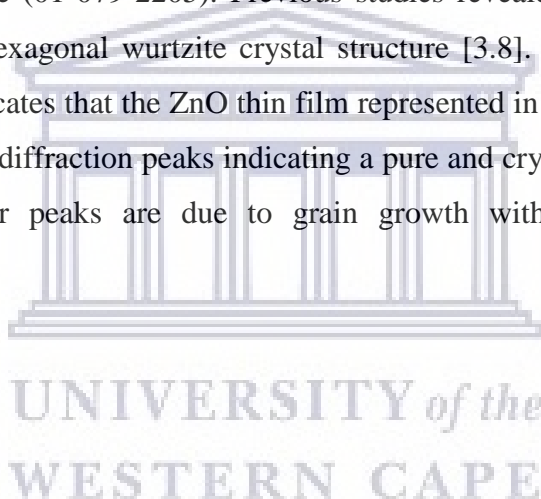 (01-079-2205). Previous studies
exagonal wurtzite crystal structure [3.8].
cates that the ZnO thin film represented in
diffraction peaks indicating a pure and cry
r peaks are due to grain growth with
UNIVERSITY of the
WESTERN CAPE